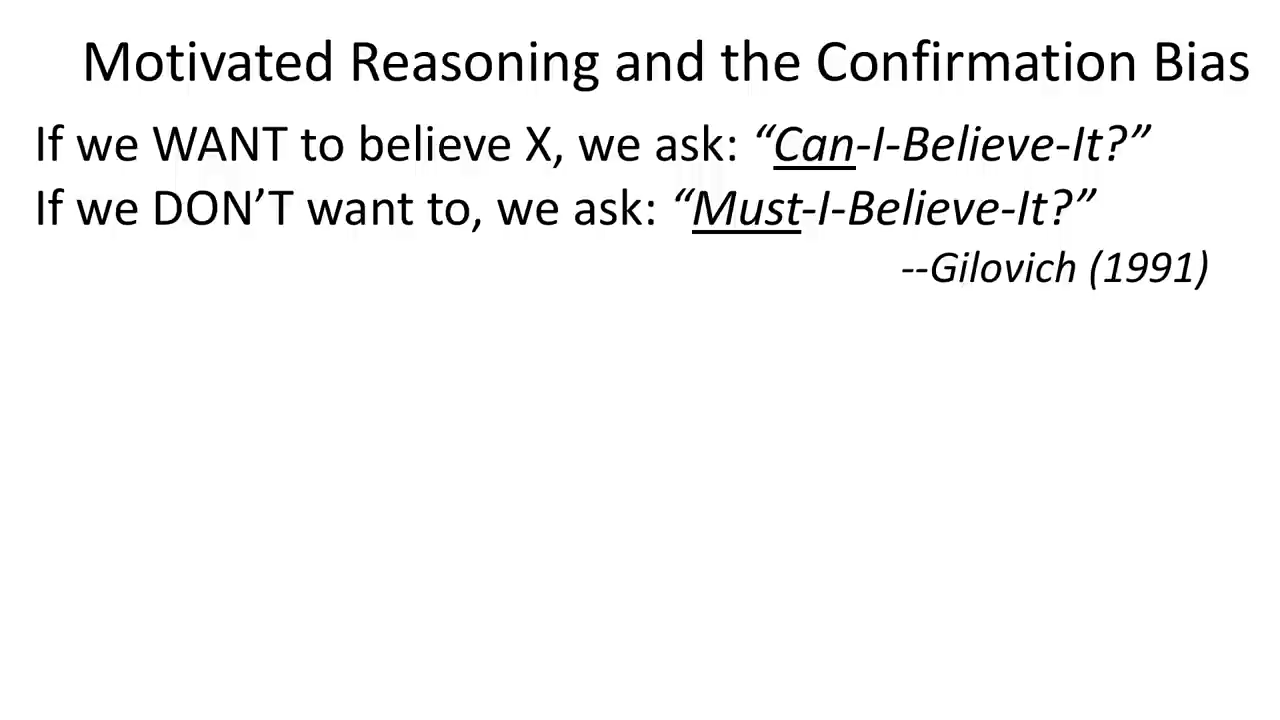 Motivated Reasoning and the Confirmation Bias
If we WANT to believe X, we ask: “Can-I-Believe-It?”
If we DON’T want to, we ask: “Must-I-Believe-It?”
--Gilovich (1991)